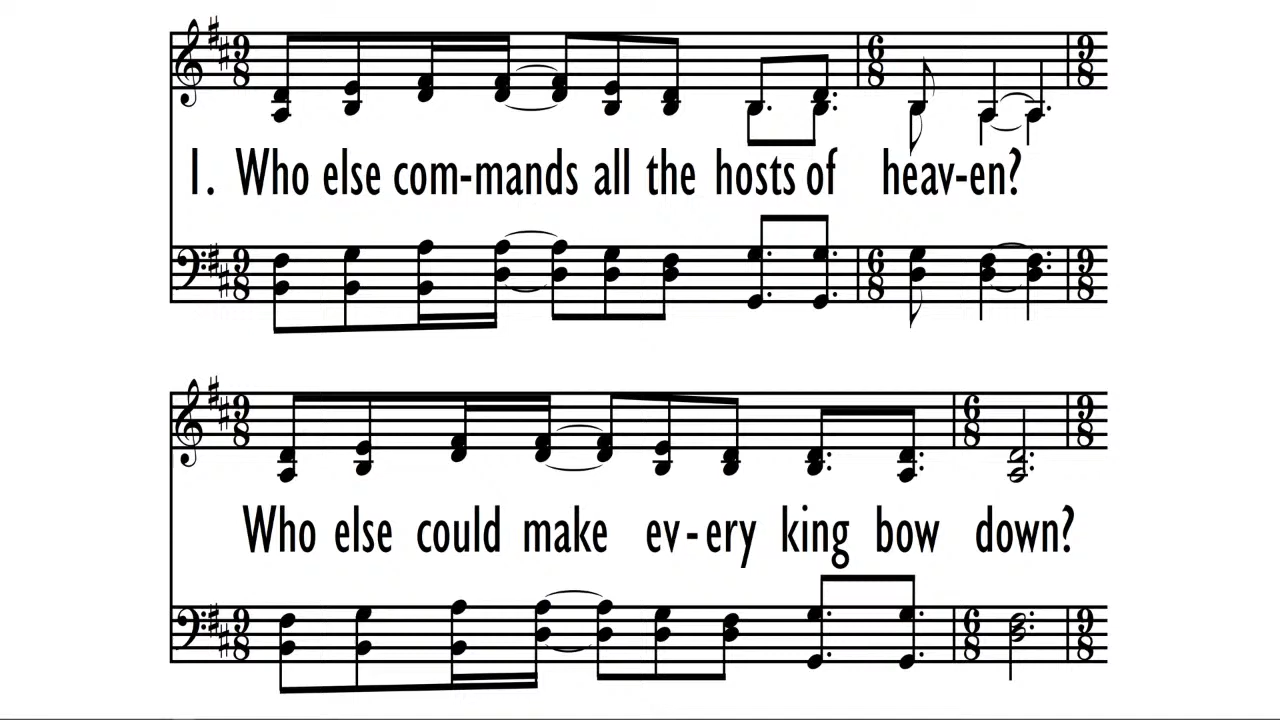 1. Who else com-mands all the hosts of heav-en?
Who else could make ev-ery king bow down?